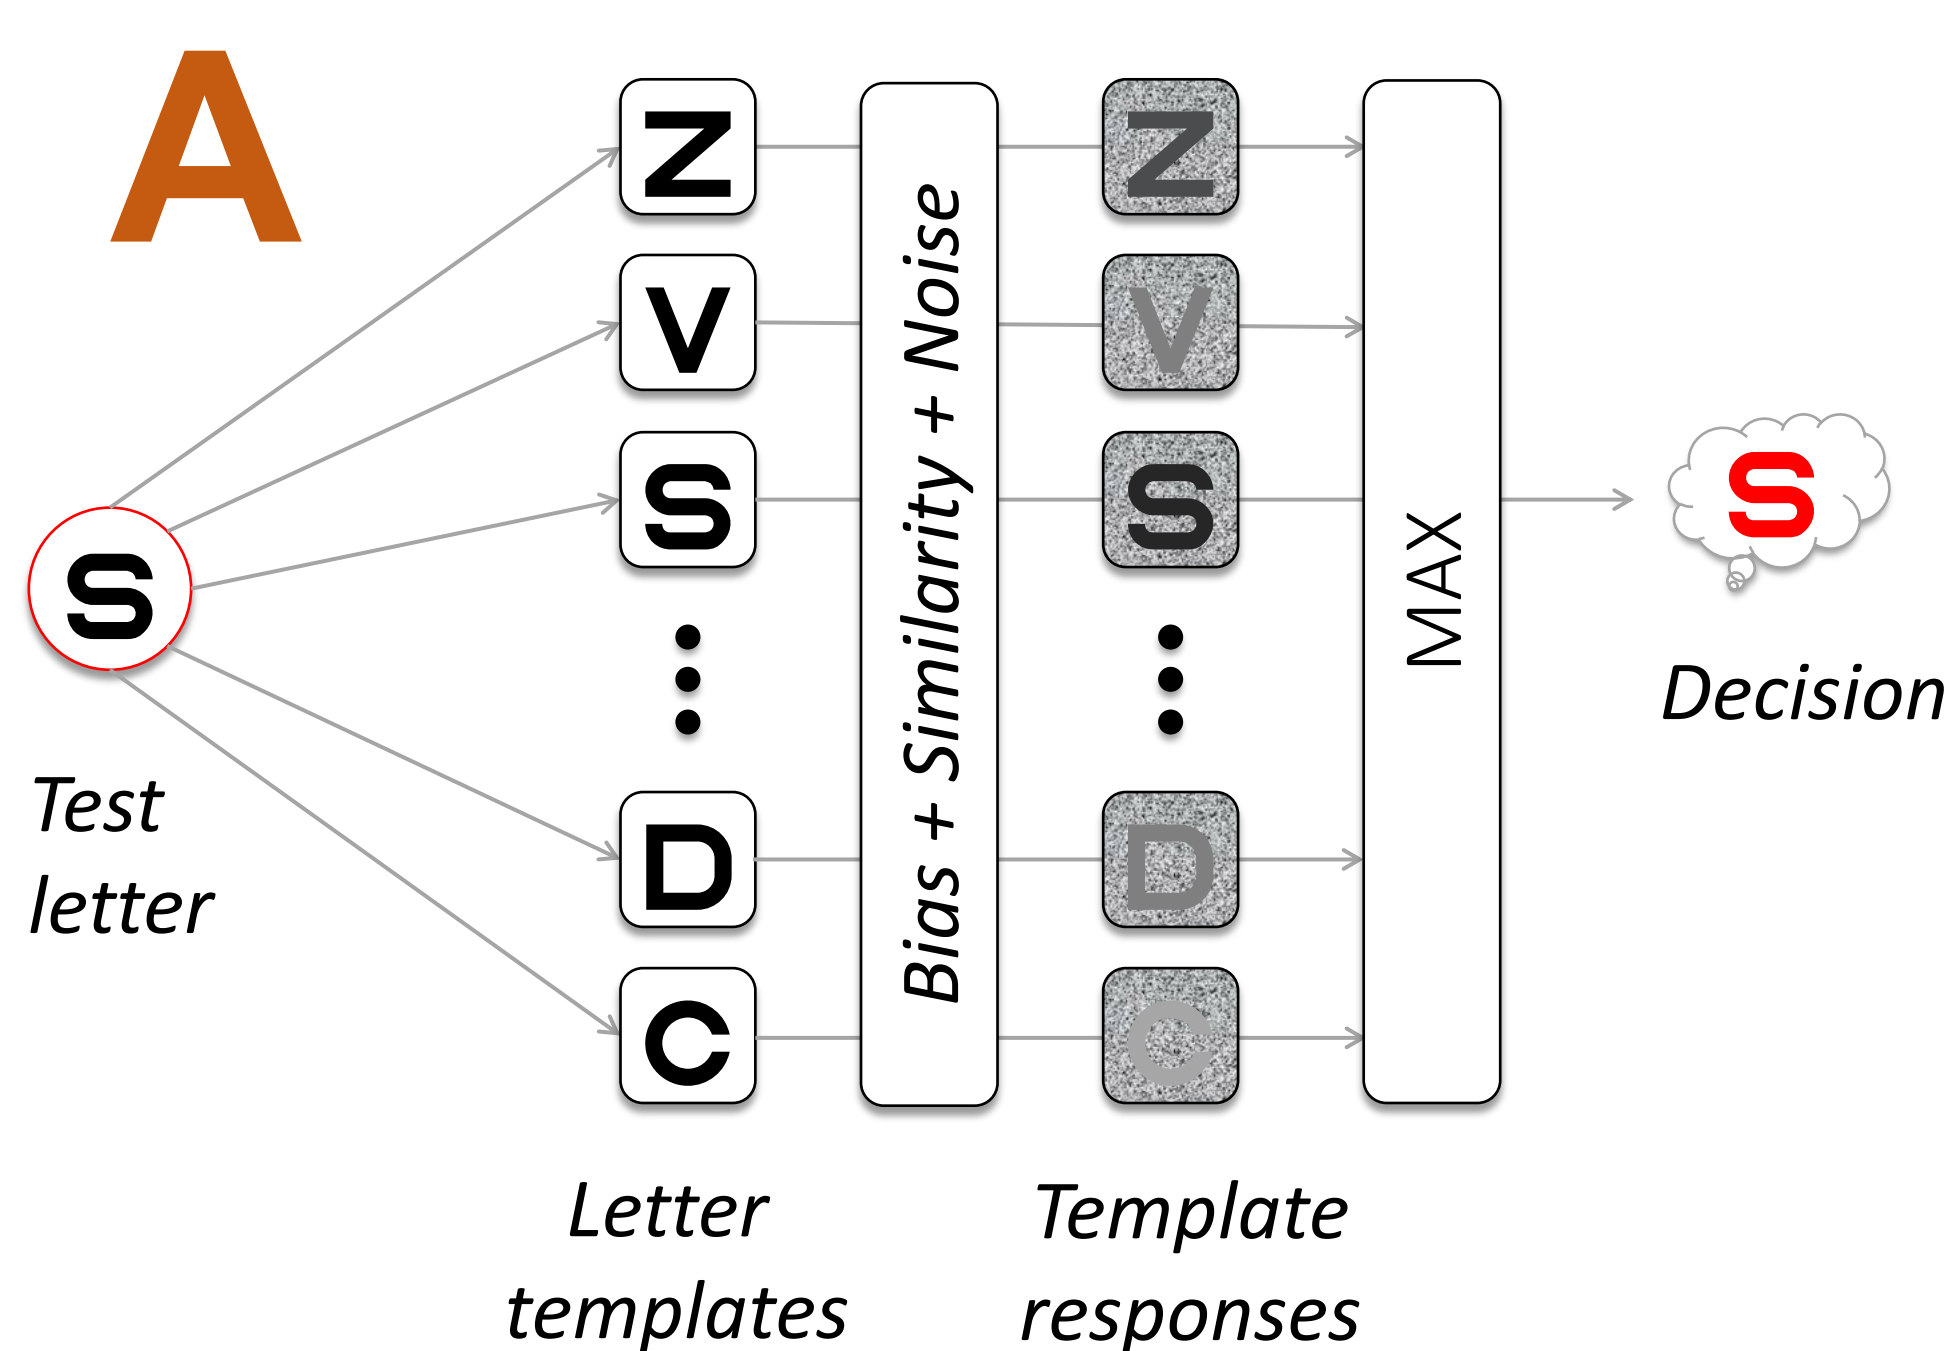 A
Z
V
S
D
C
Bias + Similarity + Noise
Z
V
S
D
C
MAX
S
S
Decision
Test
letter
Letter
templates
Template
responses